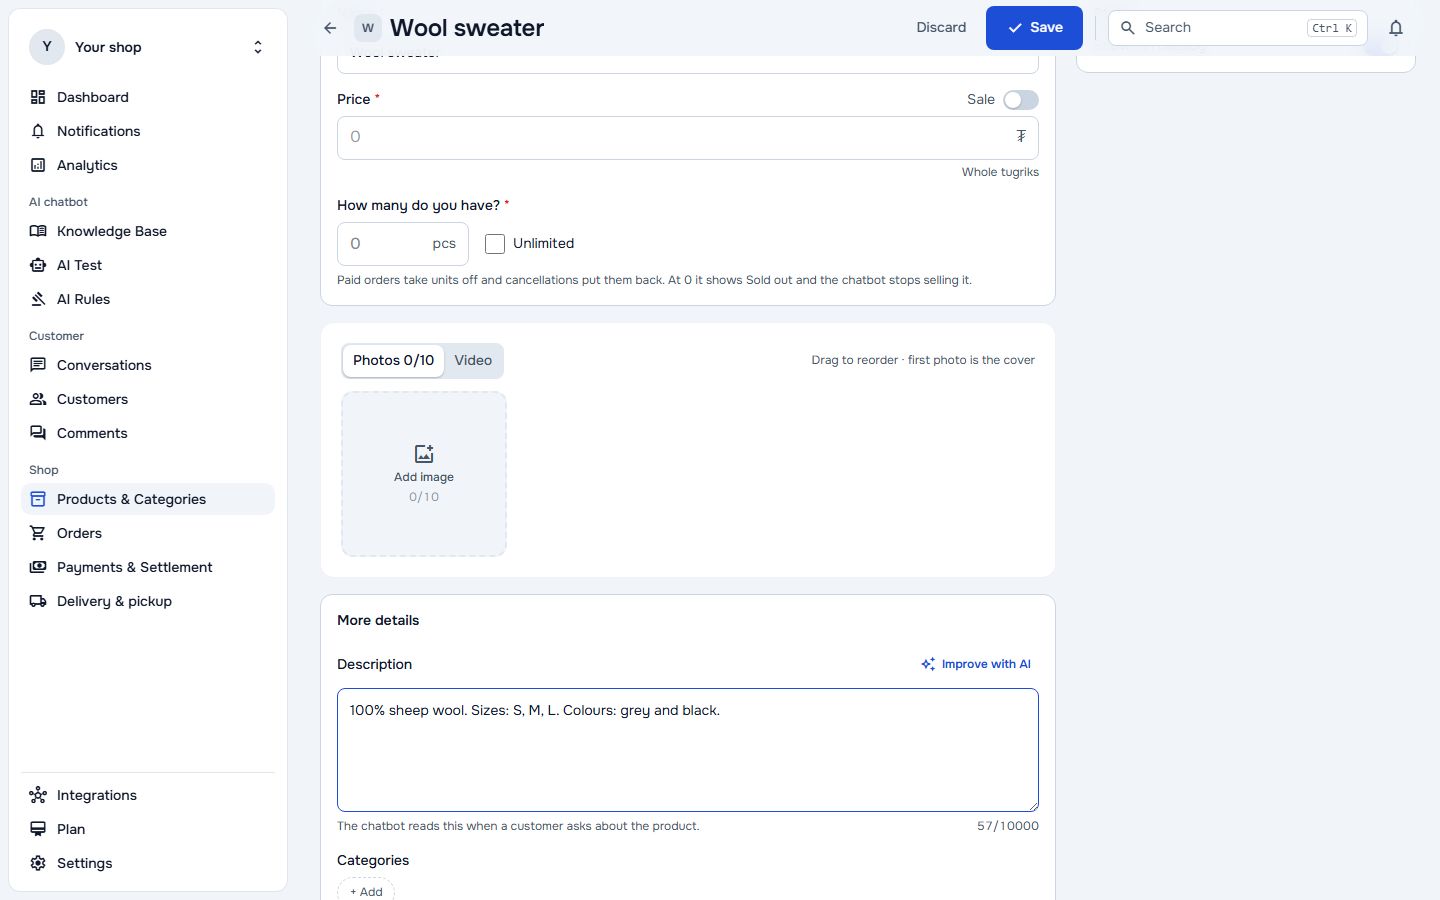 Y
Your shop
Dashboard
Notifications
Analytics
AI chatbot
Knowledge Base
AI Test
AI Rules
Customer
Conversations
Customers
Comments
Shop
Products & Categories
Orders
Payments & Settlement
Delivery & pickup
Integrations
Plan
Settings
W
Wool sweater
Discard
Save
Search
Ctrl K
Wool sweater
Price *
Sale
0
₮
Whole tugriks
How many do you have? *
0
pcs
Unlimited
Paid orders take units off and cancellations put them back. At 0 it shows Sold out and the chatbot stops selling it.
Photos 0/10
Video
Drag to reorder · first photo is the cover
Add image
0/10
More details
Description
Improve with AI
100% sheep wool. Sizes: S, M, L. Colours: grey and black.
The chatbot reads this when a customer asks about the product.
57/10000
Categories
+ Add